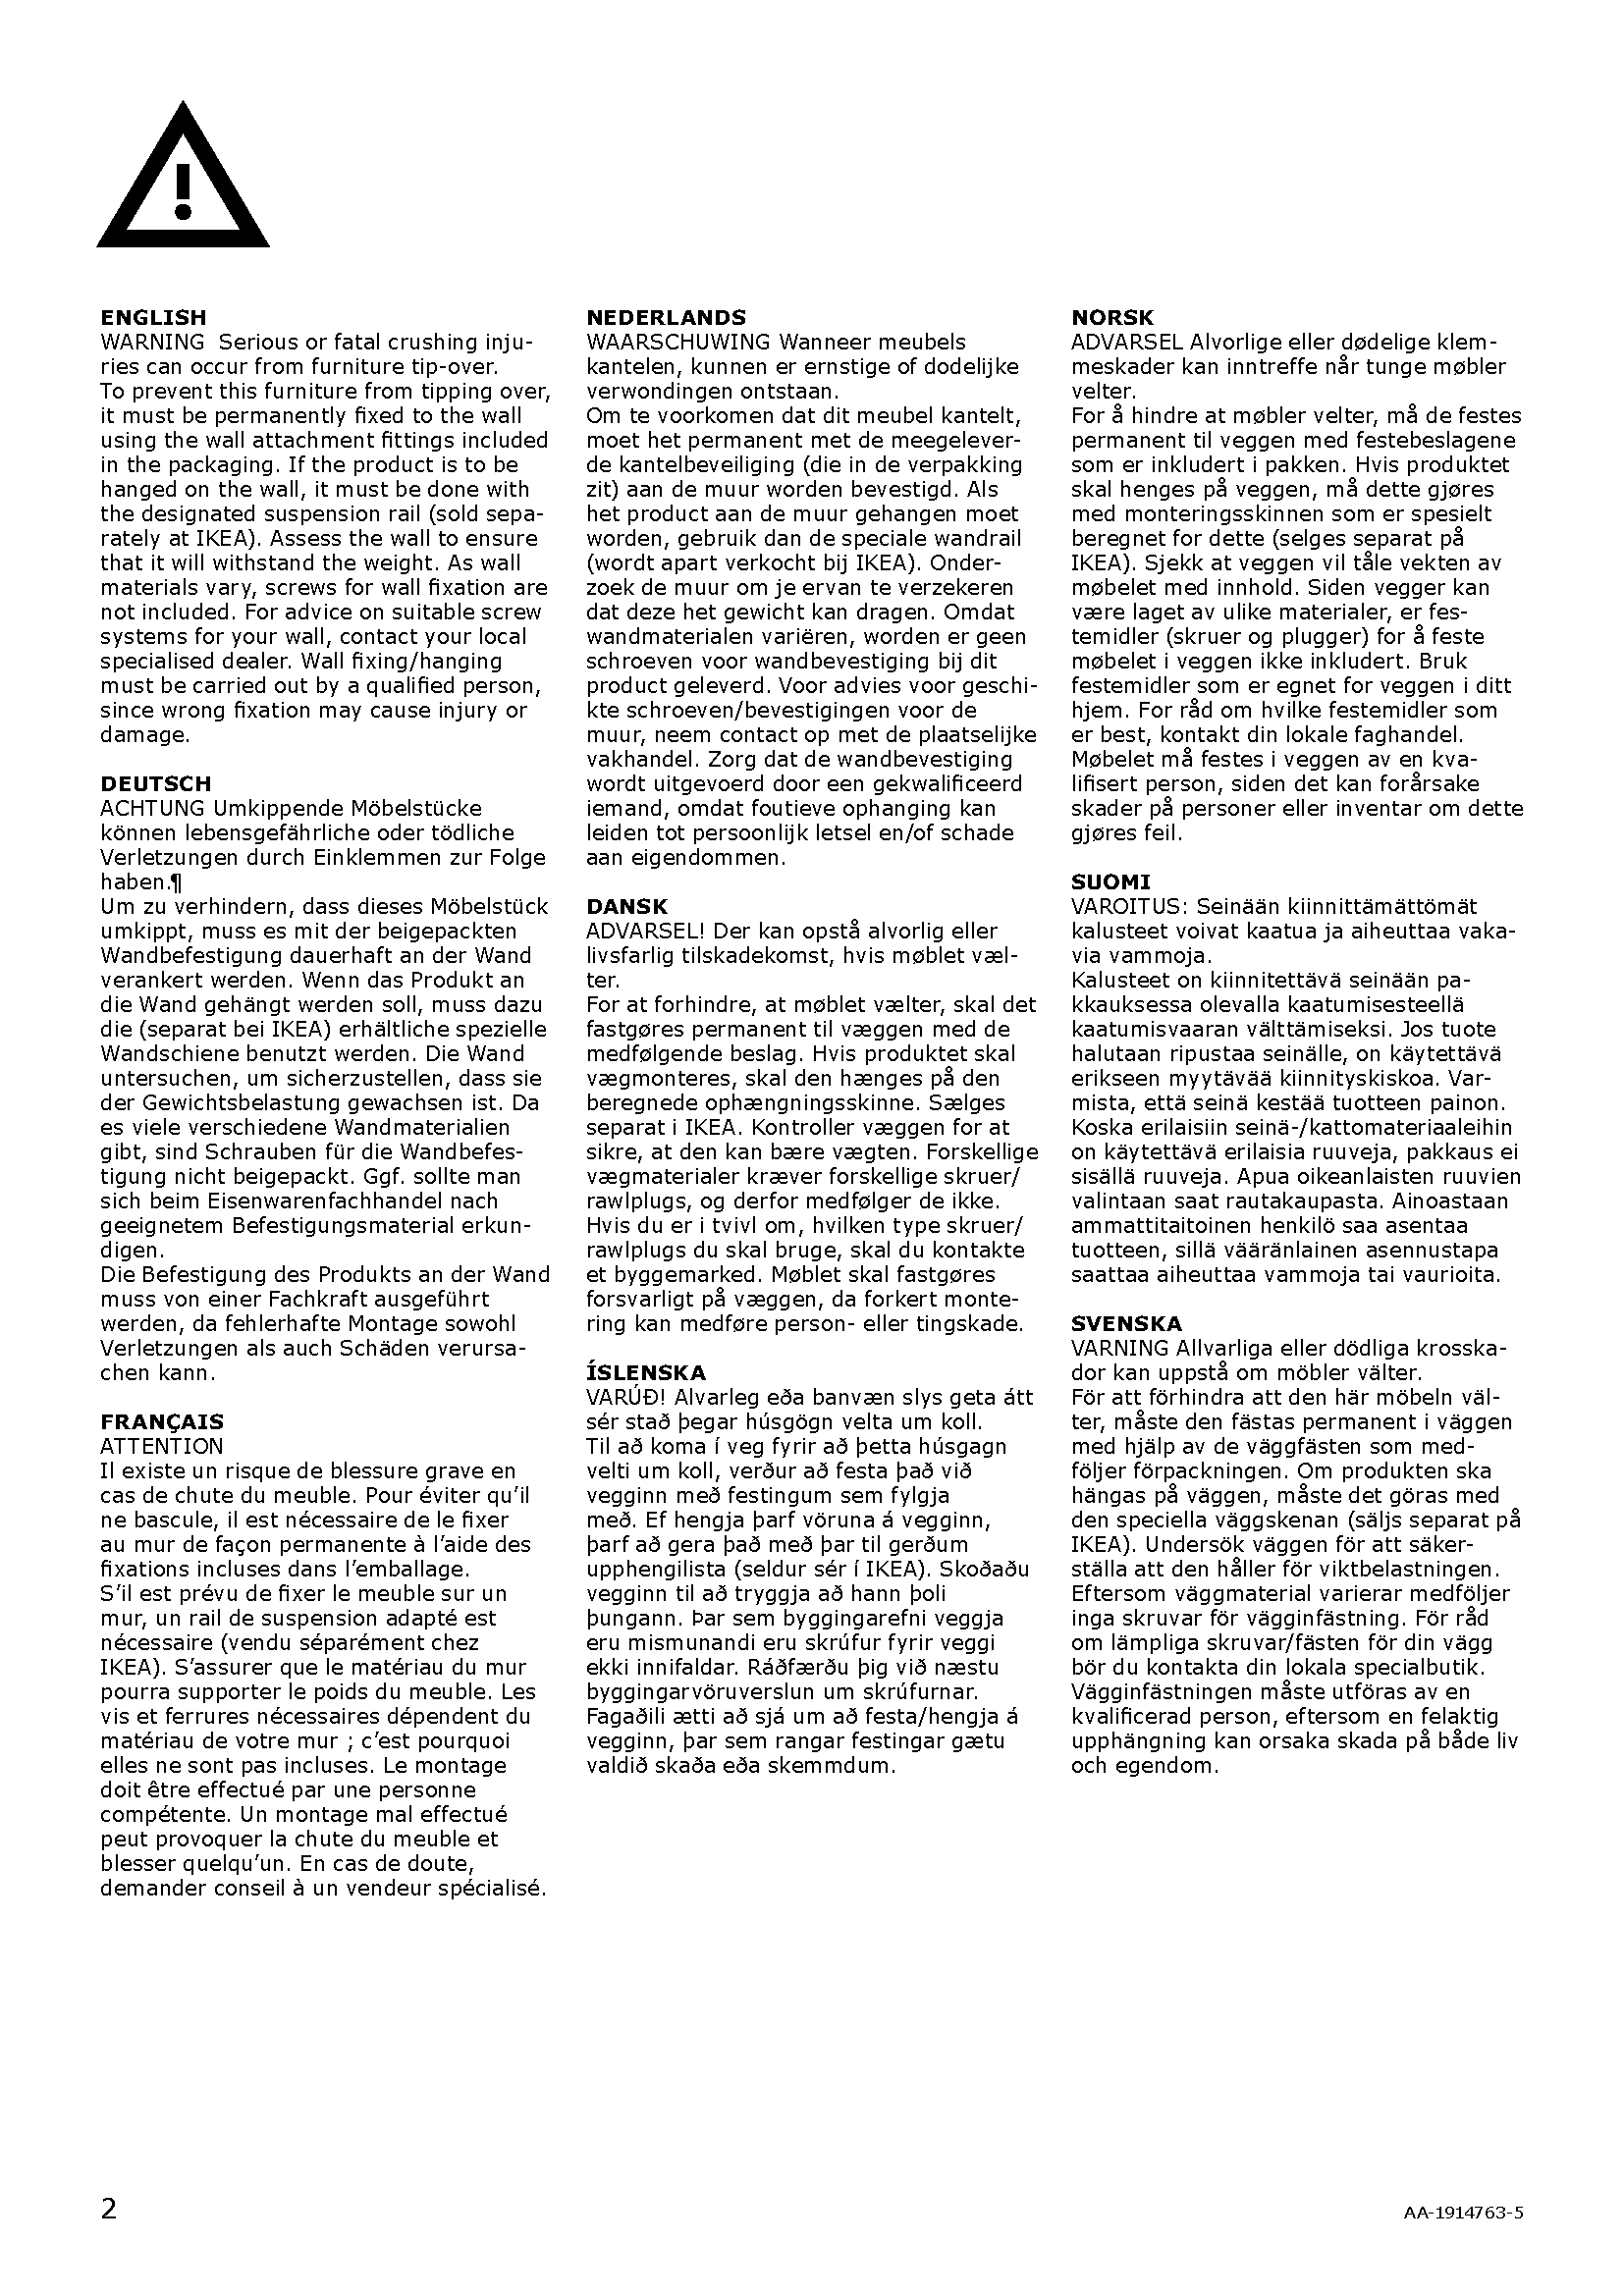 ENGLISH
WARNING  Serious or fatal crushing inju-
ries can occur from furniture tip-over.
To prevent this furniture from tipping over,
it must be permanently fixed to the wall
using the wall attachment fittings included
in the packaging. If the product is to be
hanged on the wall, it must be done with
the designated suspension rail (sold sepa-
rately at IKEA). Assess the wall to ensure
that it will withstand the weight. As wall
materials vary, screws for wall fixation are
not included. For advice on suitable screw
systems for your wall, contact your local
specialised dealer. Wall fixing/hanging
must be carried out by a qualified person,
since wrong fixation may cause injury or
damage.

DEUTSCH
ACHTUNG Umkippende Möbelstücke
können lebensgefährliche oder tödliche
Verletzungen durch Einklemmen zur Folge
haben.¶
Um zu verhindern, dass dieses Möbelstück
umkippt, muss es mit der beigepackten
Wandbefestigung dauerhaft an der Wand
verankert werden. Wenn das Produkt an
die Wand gehängt werden soll, muss dazu
die (separat bei IKEA) erhältliche spezielle
Wandschiene benutzt werden. Die Wand
untersuchen, um sicherzustellen, dass sie
der Gewichtsbelastung gewachsen ist. Da
es viele verschiedene Wandmaterialien
gibt, sind Schrauben für die Wandbefes-
tigung nicht beigepackt. Ggf. sollte man
sich beim Eisenwarenfachhandel nach
geeignetem Befestigungsmaterial erkun-
digen.
Die Befestigung des Produkts an der Wand
muss von einer Fachkraft ausgeführt
werden, da fehlerhafte Montage sowohl
Verletzungen als auch Schäden verursa-
chen kann.

FRANÇAIS
ATTENTION
Il existe un risque de blessure grave en
cas de chute du meuble. Pour éviter qu’il
ne bascule, il est nécessaire de le fixer
au mur de façon permanente à l’aide des
fixations incluses dans l’emballage.
S’il est prévu de fixer le meuble sur un
mur, un rail de suspension adapté est
nécessaire (vendu séparément chez
IKEA). S’assurer que le matériau du mur
pourra supporter le poids du meuble. Les
vis et ferrures nécessaires dépendent du
matériau de votre mur ; c’est pourquoi
elles ne sont pas incluses. Le montage
doit être effectué par une personne
compétente. Un montage mal effectué
peut provoquer la chute du meuble et
blesser quelqu’un. En cas de doute,
demander conseil à un vendeur spécialisé.

NEDERLANDS
WAARSCHUWING Wanneer meubels
kantelen, kunnen er ernstige of dodelijke
verwondingen ontstaan.
Om te voorkomen dat dit meubel kantelt,
moet het permanent met de meegelever-
de kantelbeveiliging (die in de verpakking
zit) aan de muur worden bevestigd. Als
het product aan de muur gehangen moet
worden, gebruik dan de speciale wandrail
(wordt apart verkocht bij IKEA). Onder-
zoek de muur om je ervan te verzekeren
dat deze het gewicht kan dragen. Omdat
wandmaterialen variëren, worden er geen
schroeven voor wandbevestiging bij dit
product geleverd. Voor advies voor geschi-
kte schroeven/bevestigingen voor de
muur, neem contact op met de plaatselijke
vakhandel. Zorg dat de wandbevestiging
wordt uitgevoerd door een gekwalificeerd
iemand, omdat foutieve ophanging kan
leiden tot persoonlijk letsel en/of schade
aan eigendommen.

DANSK
ADVARSEL! Der kan opstå alvorlig eller
livsfarlig tilskadekomst, hvis møblet væl-
ter.
For at forhindre, at møblet vælter, skal det
fastgøres permanent til væggen med de
medfølgende beslag. Hvis produktet skal
vægmonteres, skal den hænges på den
beregnede ophængningsskinne. Sælges
separat i IKEA. Kontroller væggen for at
sikre, at den kan bære vægten. Forskellige
vægmaterialer kræver forskellige skruer/
rawlplugs, og derfor medfølger de ikke.
Hvis du er i tvivl om, hvilken type skruer/
rawlplugs du skal bruge, skal du kontakte
et byggemarked. Møblet skal fastgøres
forsvarligt på væggen, da forkert monte-
ring kan medføre person- eller tingskade.

ÍSLENSKA
VARÚÐ! Alvarleg eða banvæn slys geta átt
sér stað þegar húsgögn velta um koll.
Til að koma í veg fyrir að þetta húsgagn
velti um koll, verður að festa það við
vegginn með festingum sem fylgja
með. Ef hengja þarf vöruna á vegginn,
þarf að gera það með þar til gerðum
upphengilista (seldur sér í IKEA). Skoðaðu
vegginn til að tryggja að hann þoli
þungann. Þar sem byggingarefni veggja
eru mismunandi eru skrúfur fyrir veggi
ekki innifaldar. Ráðfærðu þig við næstu
byggingarvöruverslun um skrúfurnar.
Fagaðili ætti að sjá um að festa/hengja á
vegginn, þar sem rangar festingar gætu
valdið skaða eða skemmdum.

NORSK
ADVARSEL Alvorlige eller dødelige klem-
meskader kan inntreffe når tunge møbler
velter.
For å hindre at møbler velter, må de festes
permanent til veggen med festebeslagene
som er inkludert i pakken. Hvis produktet
skal henges på veggen, må dette gjøres
med monteringsskinnen som er spesielt
beregnet for dette (selges separat på
IKEA). Sjekk at veggen vil tåle vekten av
møbelet med innhold. Siden vegger kan
være laget av ulike materialer, er fes-
temidler (skruer og plugger) for å feste
møbelet i veggen ikke inkludert. Bruk
festemidler som er egnet for veggen i ditt
hjem. For råd om hvilke festemidler som
er best, kontakt din lokale faghandel.
Møbelet må festes i veggen av en kva-
lifisert person, siden det kan forårsake
skader på personer eller inventar om dette
gjøres feil.

SUOMI
VAROITUS: Seinään kiinnittämättömät
kalusteet voivat kaatua ja aiheuttaa vaka-
via vammoja.
Kalusteet on kiinnitettävä seinään pa-
kkauksessa olevalla kaatumisesteellä
kaatumisvaaran välttämiseksi. Jos tuote
halutaan ripustaa seinälle, on käytettävä
erikseen myytävää kiinnityskiskoa. Var-
mista, että seinä kestää tuotteen painon.
Koska erilaisiin seinä-/kattomateriaaleihin
on käytettävä erilaisia ruuveja, pakkaus ei
sisällä ruuveja. Apua oikeanlaisten ruuvien
valintaan saat rautakaupasta. Ainoastaan
ammattitaitoinen henkilö saa asentaa
tuotteen, sillä vääränlainen asennustapa
saattaa aiheuttaa vammoja tai vaurioita.

SVENSKA
VARNING Allvarliga eller dödliga krosska-
dor kan uppstå om möbler välter.
För att förhindra att den här möbeln väl-
ter, måste den fästas permanent i väggen
med hjälp av de väggfästen som med-
följer förpackningen. Om produkten ska
hängas på väggen, måste det göras med
den speciella väggskenan (säljs separat på
IKEA). Undersök väggen för att säker-
ställa att den håller för viktbelastningen.
Eftersom väggmaterial varierar medföljer
inga skruvar för vägginfästning. För råd
om lämpliga skruvar/fästen för din vägg
bör du kontakta din lokala specialbutik.
Vägginfästningen måste utföras av en
kvalificerad person, eftersom en felaktig
upphängning kan orsaka skada på både liv
och egendom.

2
AA-1914763-5